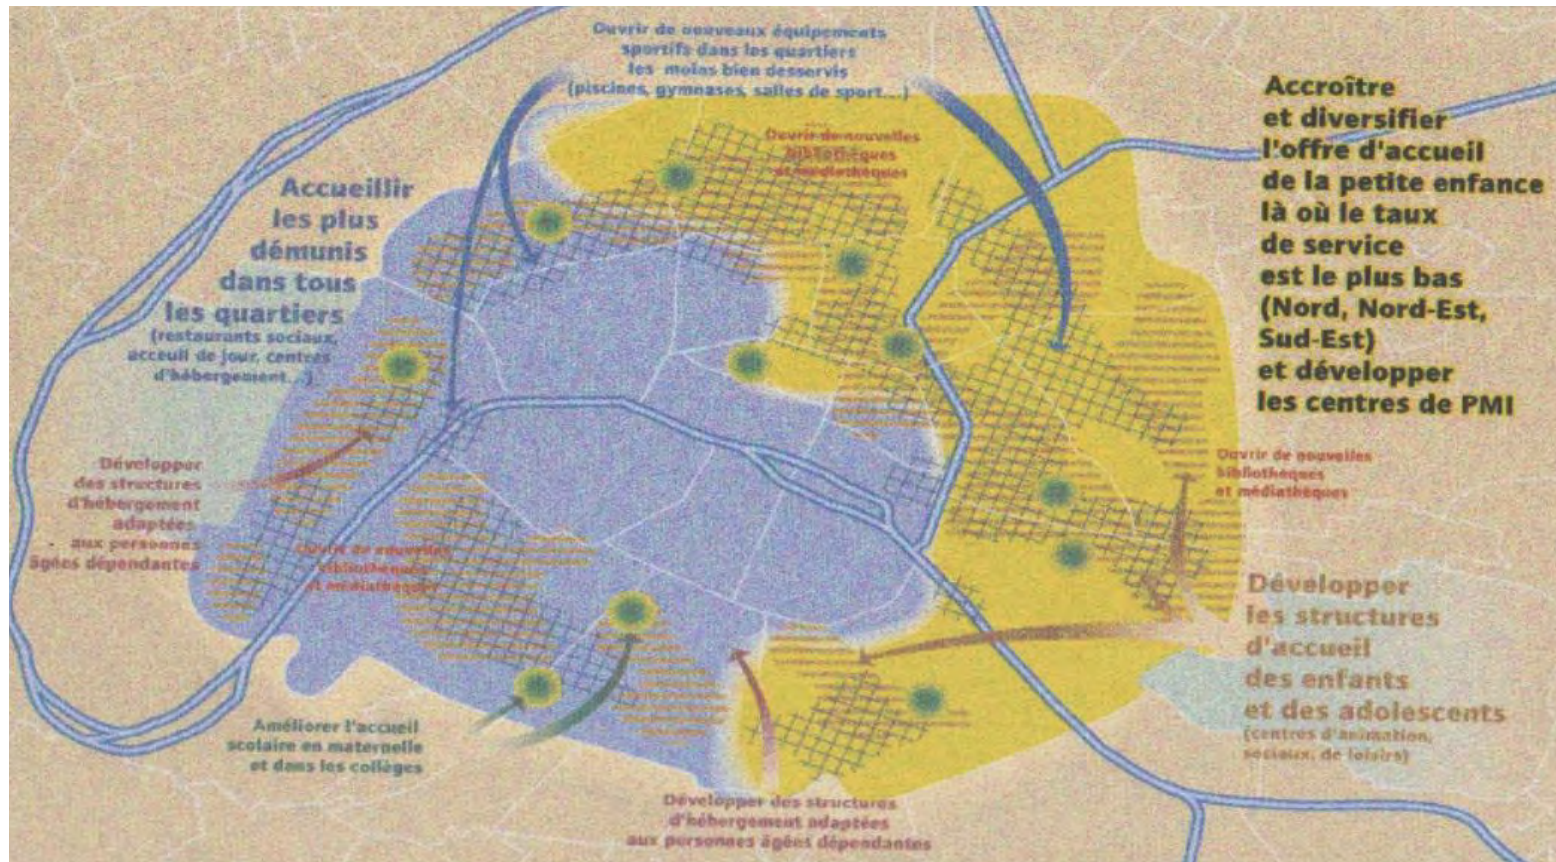 Ouvrir de nouveaux équipements
sportifs dans les quartiers
les moins bien desservis
(piscines, gymnases, salles de sport...)
Accroître
et diversifier
l'offre d'accueil
de la petite enfance
là où le taux
de service
est le plus bas
(Nord, Nord-Est,
Sud-Est)
et développer
les centres de PMI
Ouvrir de nouvelles
bibliothèques
et médiathèques
Accueillir
les plus
démunis
dans tous
les quartiers
(restaurants sociaux,
acceuil de jour, centres
d'hébergement...)
Développer
des structures
d'hébergement
adaptées
aux personnes
âgées dépendantes
Ouvrir de nouvelles
bibliothèques
et médiathèques
Ouvrir de nouvelles
bibliothèques
et médiathèques
Développer
les structures
d'accueil
des enfants
et des adolescents
(centres d'animation,
sociaux, de loisirs)
Améliorer l'accueil
scolaire en maternelle
et dans les collèges
Développer des structures
d'hébergement adaptées
aux personnes âgées dépendantes